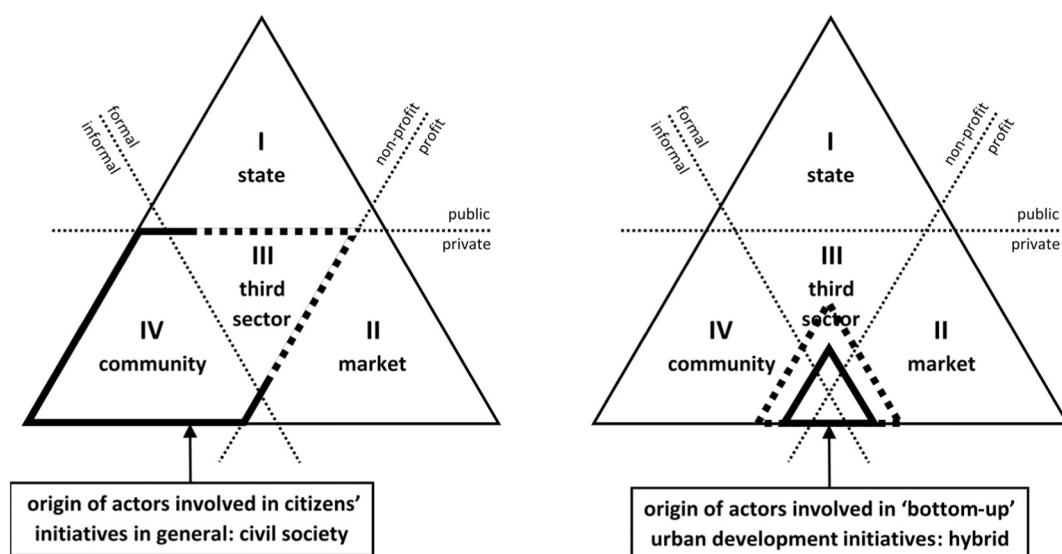 formal
informal
I
state
non-profit
profit
public
private
III
third
sector
IV
community
II
market
origin of actors involved in citizens’
initiatives in general: civil society
formal
informal
I
state
non-profit
profit
public
private
III
third
sector
IV
community
II
market
origin of actors involved in ‘bottom-up’
urban development initiatives: hybrid